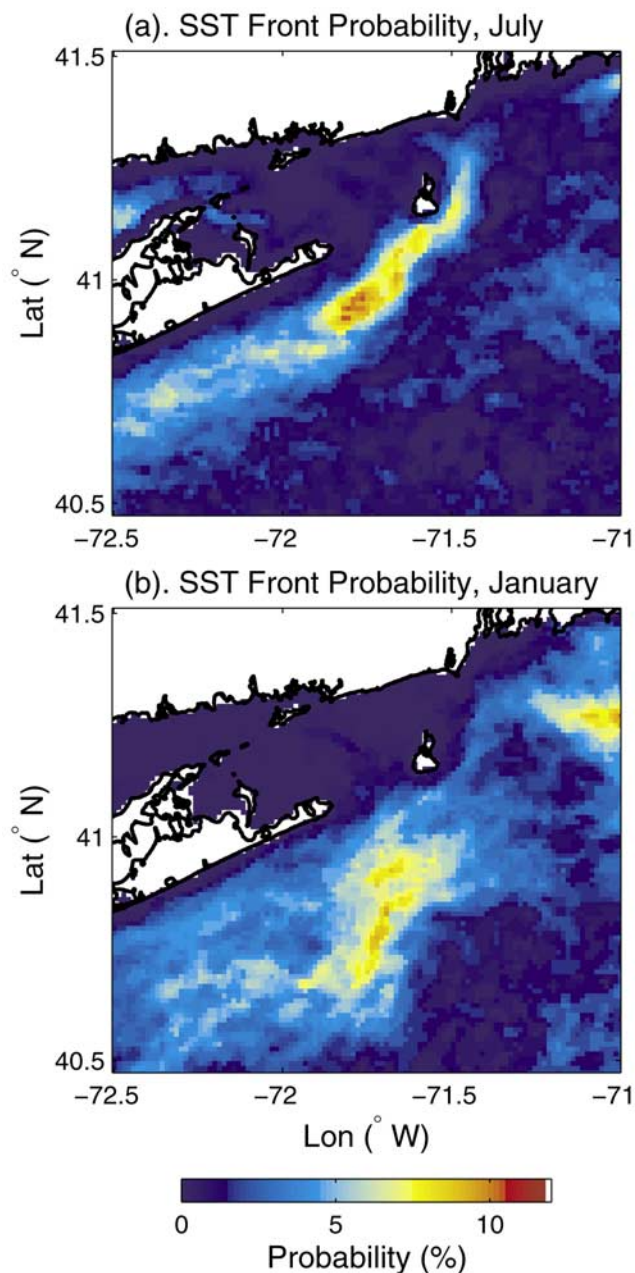 (a). SST Front Probability, July
41.5
41
40.5
Lat (° N)
−72.5 −72 −71.5 −71
(b). SST Front Probability, January
41.5
41
40.5
Lat (° N)
−72.5 −72 −71.5 −71
Lon (° W)
0 5 10
Probability (%)